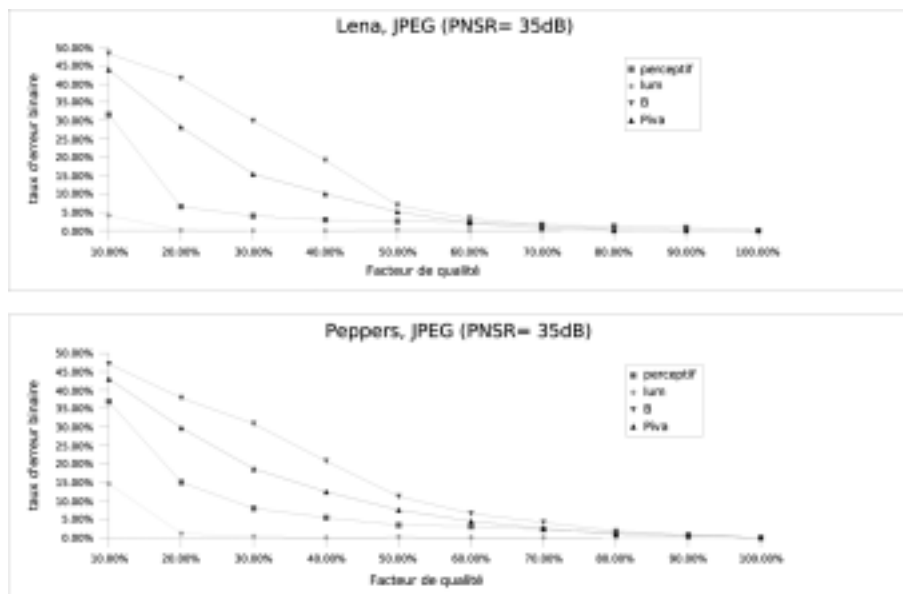 Lena, JPEG (PNSR= 35dB)
taux d'erreur binaire
50.00%
45.00%
40.00%
35.00%
30.00%
25.00%
20.00%
15.00%
10.00%
5.00%
0.00%
10.00% 20.00% 30.00% 40.00% 50.00% 60.00% 70.00% 80.00% 90.00% 100.00%
Facteur de qualité
perceptif
lum
B
Piva
Peppers, JPEG (PNSR= 35dB)
taux d'erreur binaire
50.00%
45.00%
40.00%
35.00%
30.00%
25.00%
20.00%
15.00%
10.00%
5.00%
0.00%
10.00% 20.00% 30.00% 40.00% 50.00% 60.00% 70.00% 80.00% 90.00% 100.00%
Facteur de qualité
perceptif
lum
B
Piva